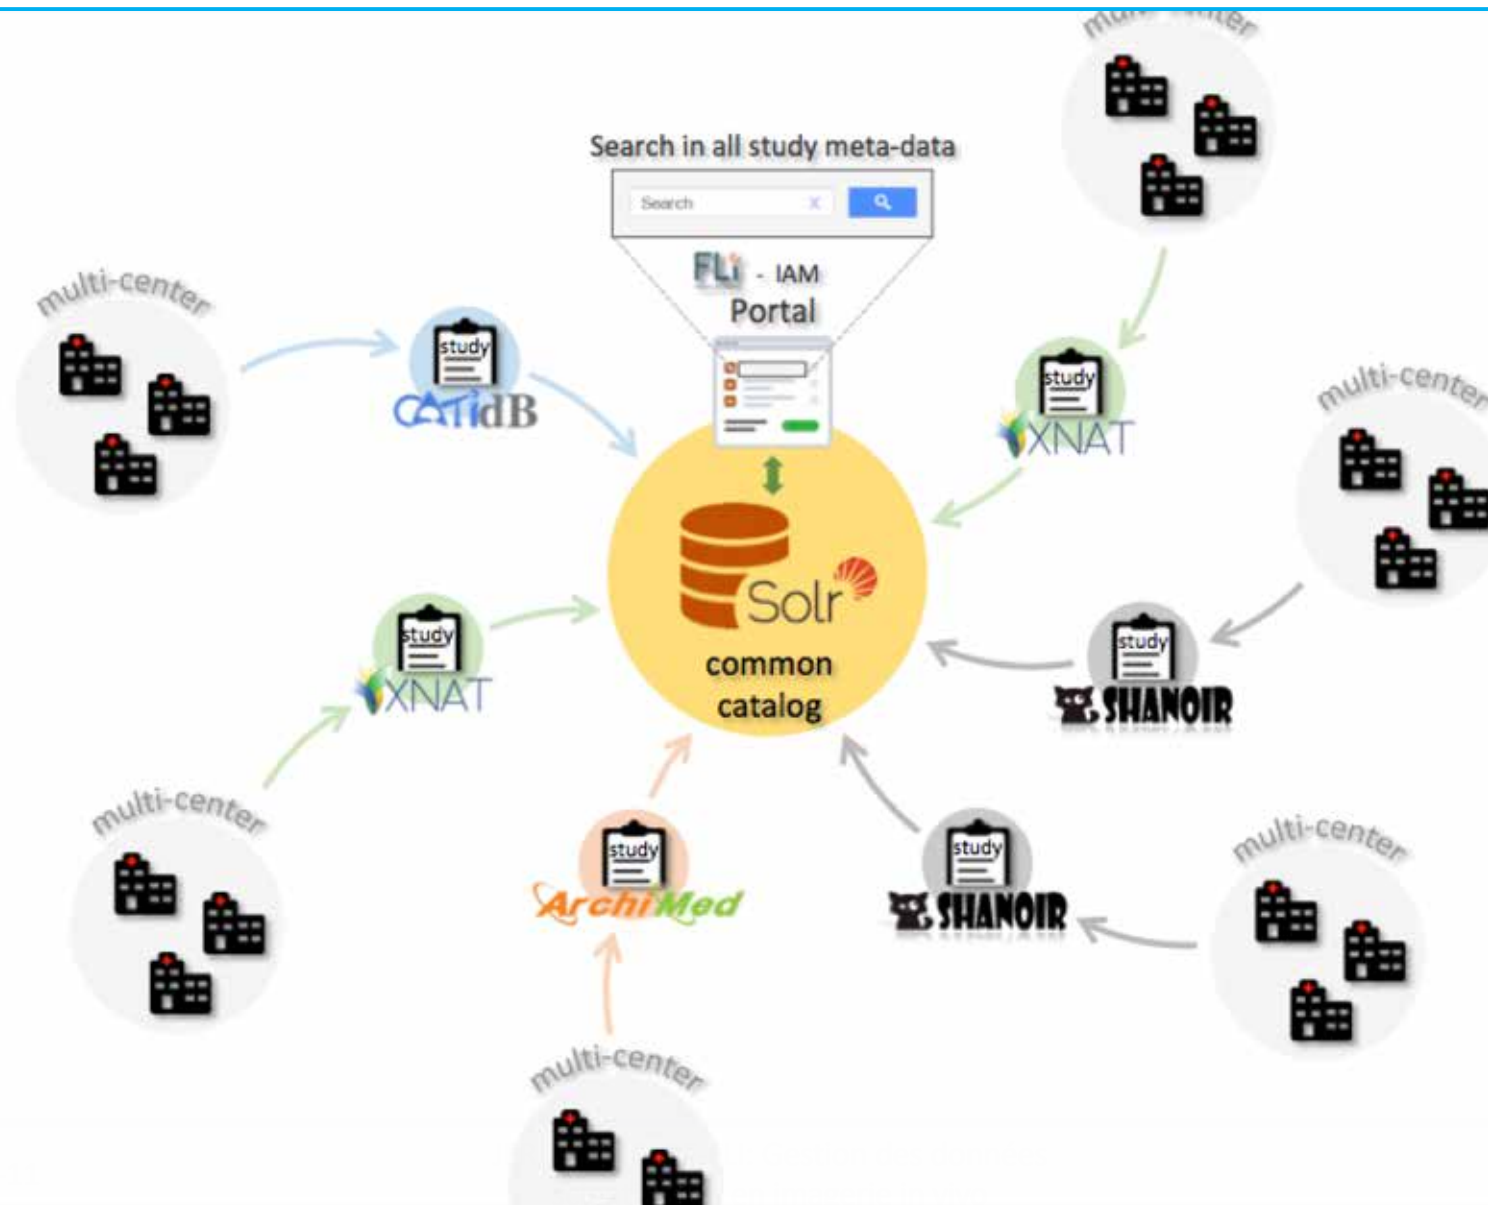 multi-center
Search in all study meta-data
Search X
FLi - IAM
Portal
multi-center
study
CATIdB
study
XNAT
multi-center
Solr
common
catalog
study
XNAT
study
SHANOIR
multi-center
study
ArchiMed
study
SHANOIR
multi-center
multi-center